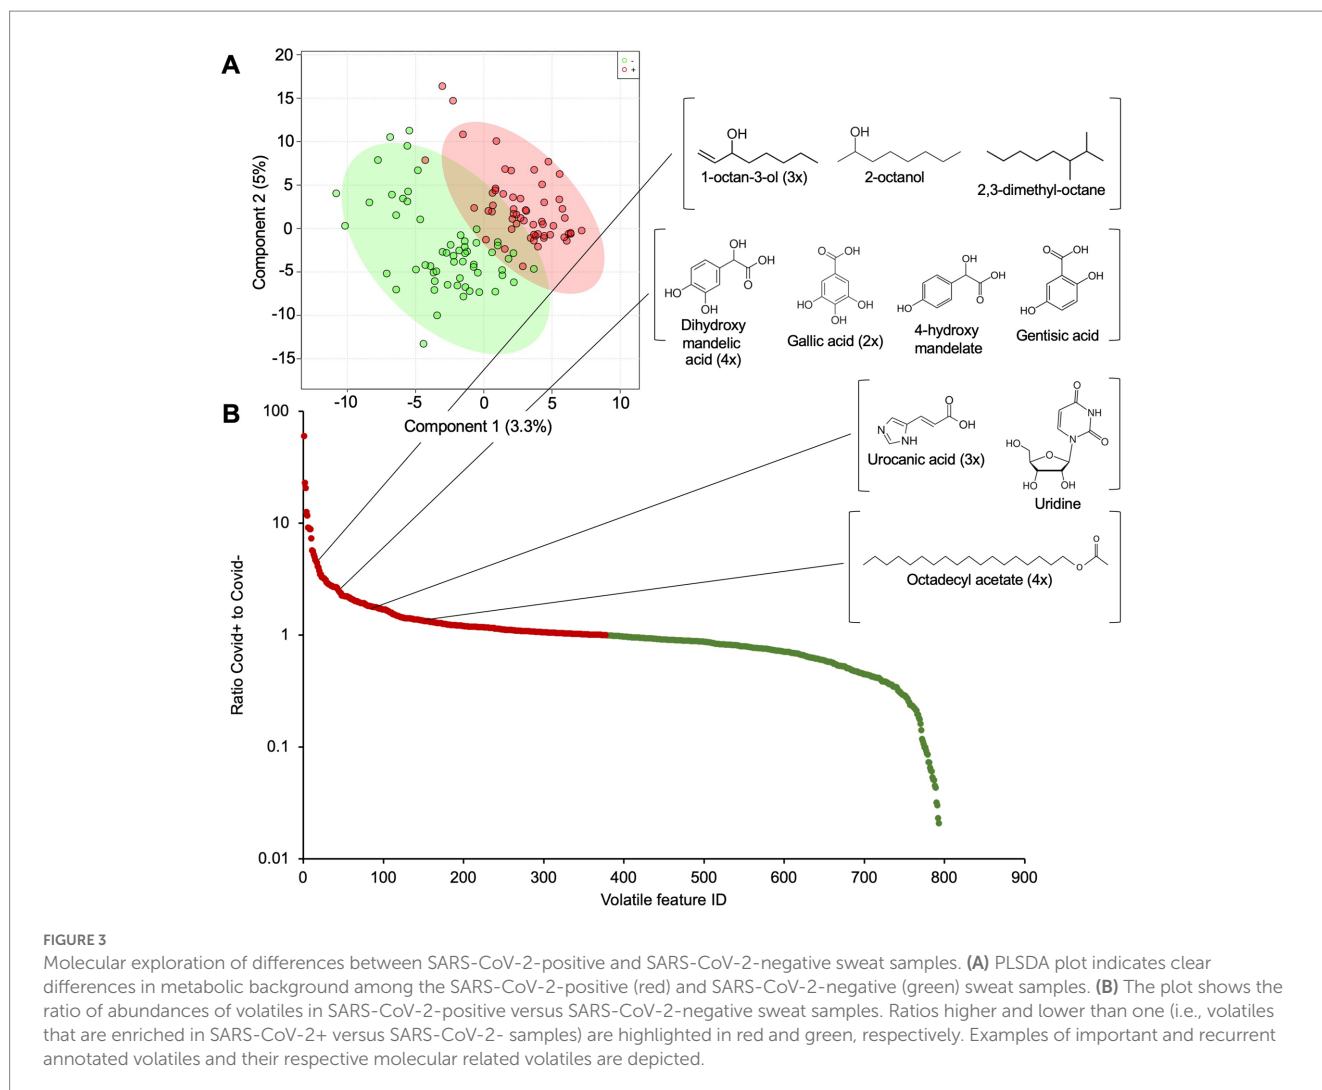 A
20
15
10
5
0
-5
-10
-15
Component 2 (5%)
-
+
-10
-5
0
5
10
Component 1 (3.3%)
OH
1-octan-3-ol (3x)
OH
2-octanol
2,3-dimethyl-octane
OH
OH
O
HO
OH
Dihydroxy
mandelic
acid (4x)
O
OH
HO
OH
OH
Gallic acid (2x)
OH
OH
O
HO
4-hydroxy
mandelate
O
OH
OH
HO
Gentisic acid
O
OH
N
NH
Urocanic acid (3x)
O
NH
N
O
HO
O
HO
OH
Uridine
O
O
Octadecyl acetate (4x)
B
100
10
1
0.1
0.01
Ratio Covid+ to Covid-
0
100
200
300
400
500
600
700
800
900
Volatile feature ID
FIGURE 3
Molecular exploration of differences between SARS-CoV-2-positive and SARS-CoV-2-negative sweat samples. (A) PLSDA plot indicates clear
differences in metabolic background among the SARS-CoV-2-positive (red) and SARS-CoV-2-negative (green) sweat samples. (B) The plot shows the
ratio of abundances of volatiles in SARS-CoV-2-positive versus SARS-CoV-2-negative sweat samples. Ratios higher and lower than one (i.e., volatiles
that are enriched in SARS-CoV-2+ versus SARS-CoV-2- samples) are highlighted in red and green, respectively. Examples of important and recurrent
annotated volatiles and their respective molecular related volatiles are depicted.